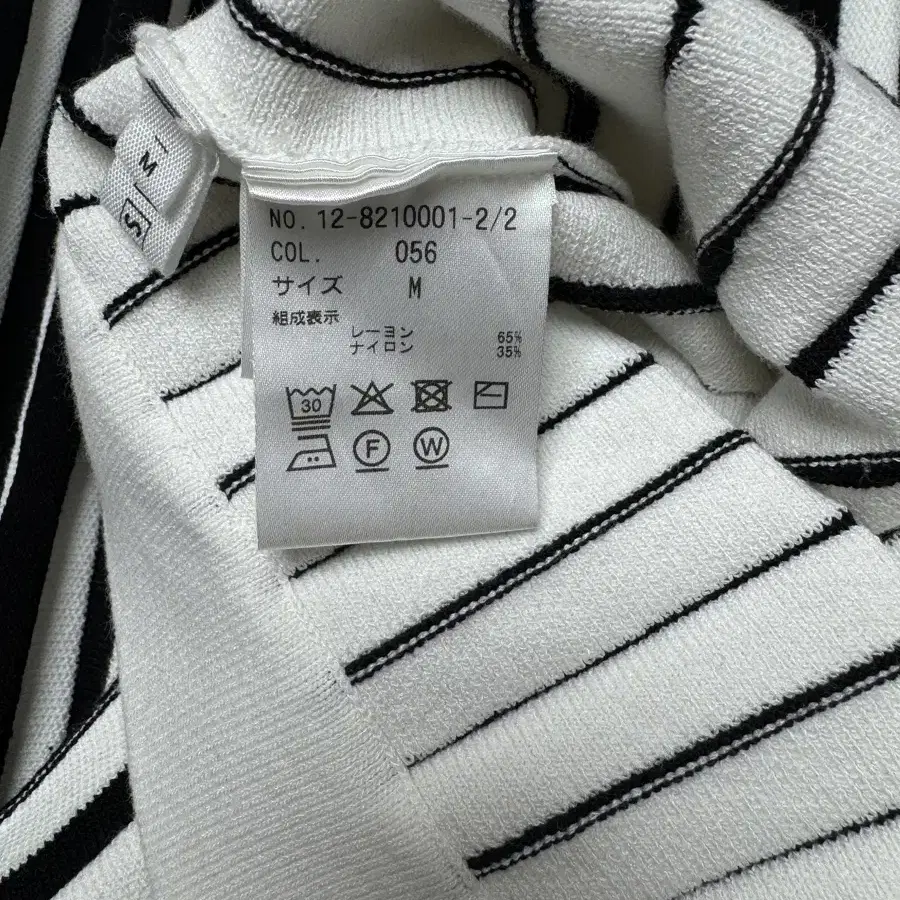 NO. 12-8210001-2/2
COL. 056
サイズ M
組成表示
レーヨン 65%
ナイロン 35%
30
F W
S M